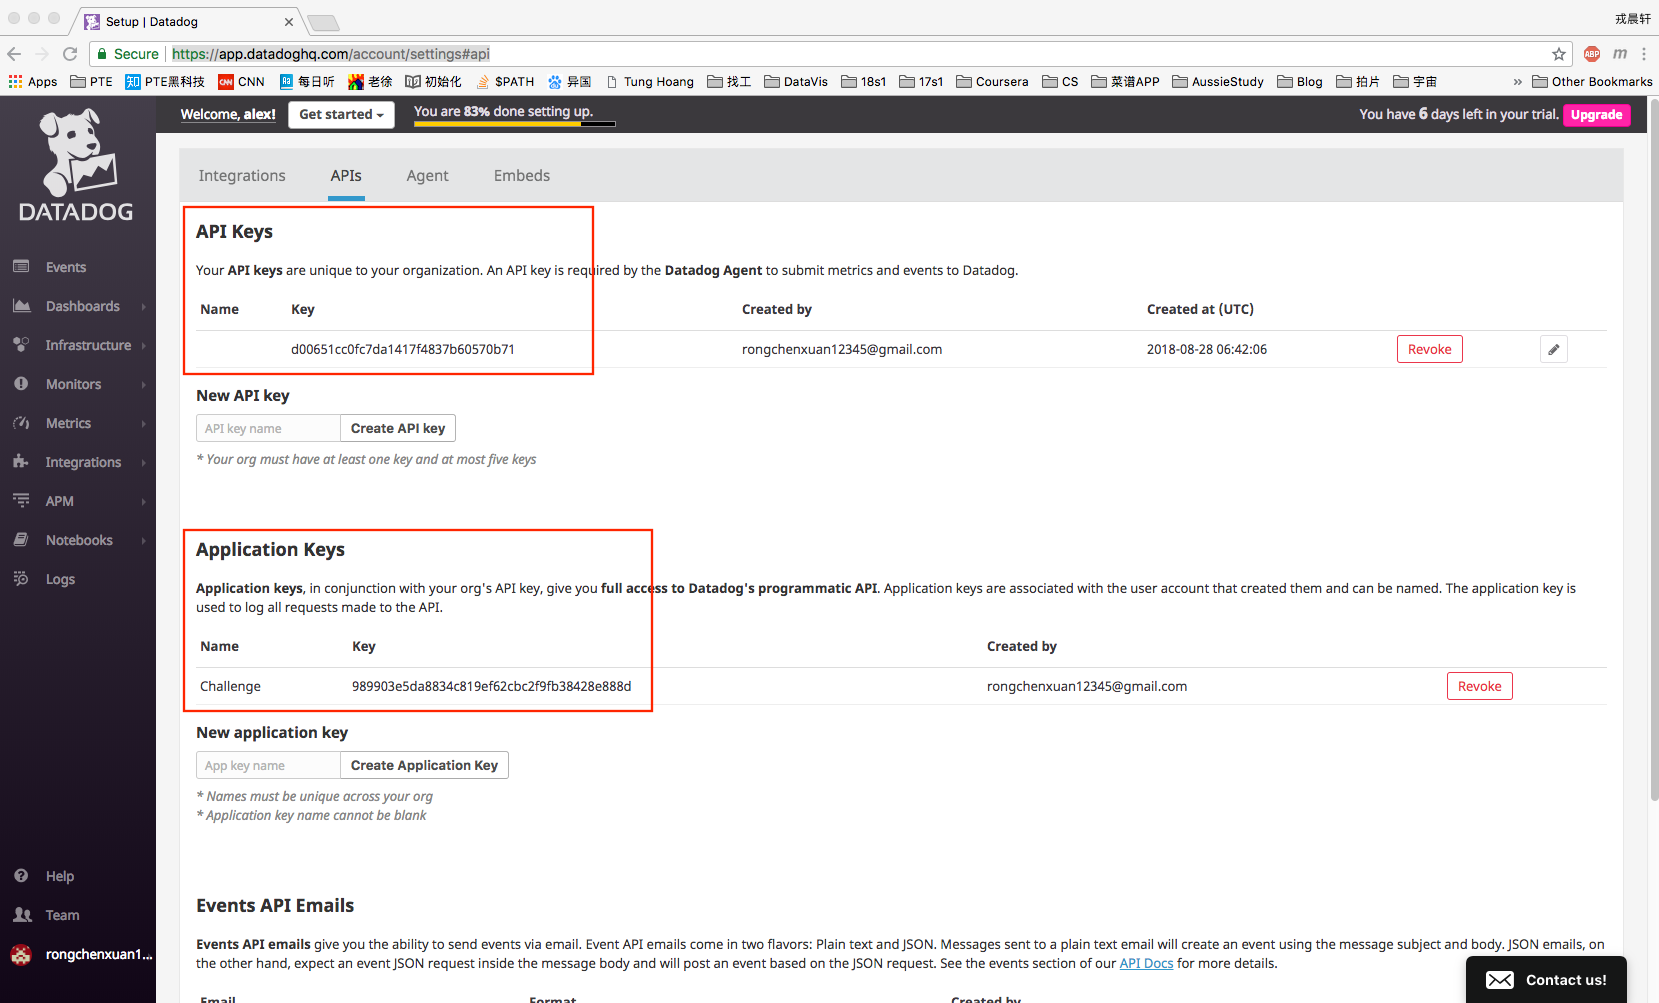 Setup | Datadog
戎晨轩
Secure https://app.datadoghq.com/account/settings#api ABP m
Apps PTE 知 PTE黑科技 CNN 每日听 老徐 初始化 $PATH 异国 Tung Hoang 找工 DataVis 18s1 17s1 Coursera CS 菜谱APP AussieStudy Blog 拍片 宇宙 » Other Bookmarks
Welcome, alex! Get started You are 83% done setting up. You have 6 days left in your trial. Upgrade
DATADOG
Events
Dashboards
Infrastructure
Monitors
Metrics
Integrations
APM
Notebooks
Logs
Help
Team
rongchenxuan1...
Integrations APIs Agent Embeds
API Keys
Your API keys are unique to your organization. An API key is required by the Datadog Agent to submit metrics and events to Datadog.
Name Key Created by Created at (UTC)
d00651cc0fc7da1417f4837b60570b71 rongchenxuan12345@gmail.com 2018-08-28 06:42:06 Revoke
New API key
API key name Create API key
* Your org must have at least one key and at most five keys
Application Keys
Application keys, in conjunction with your org's API key, give you full access to Datadog's programmatic API. Application keys are associated with the user account that created them and can be named. The application key is
used to log all requests made to the API.
Name Key Created by
Challenge 989903e5da8834c819ef62cbc2f9fb38428e888d rongchenxuan12345@gmail.com Revoke
New application key
App key name Create Application Key
* Names must be unique across your org
* Application key name cannot be blank
Events API Emails
Events API emails give you the ability to send events via email. Event API emails come in two flavors: Plain text and JSON. Messages sent to a plain text email will create an event using the message subject and body. JSON emails, on
the other hand, expect an event JSON request inside the message body and will post an event based on the JSON request. See the events section of our API Docs for more details.
Email Format Created by
Contact us!